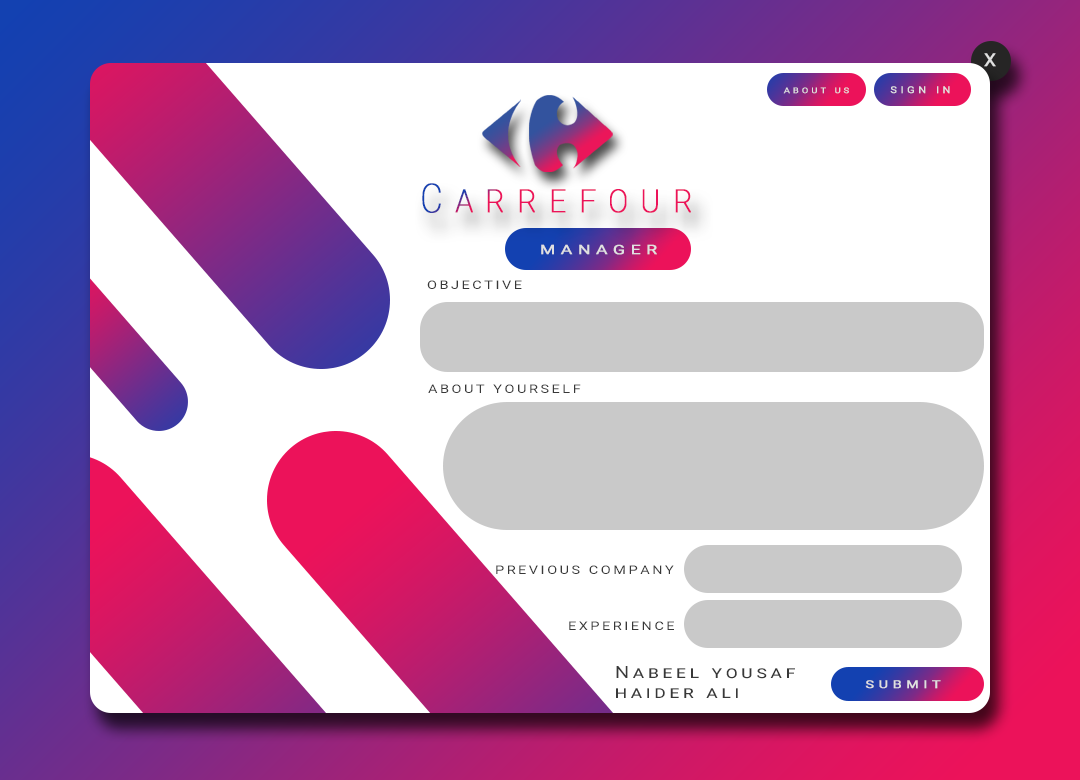 X
ABOUT US
SIGN IN
CARREFOUR
MANAGER
OBJECTIVE
ABOUT YOURSELF
PREVIOUS COMPANY
EXPERIENCE
NABEEL YOUSAF
HAIDER ALI
SUBMIT